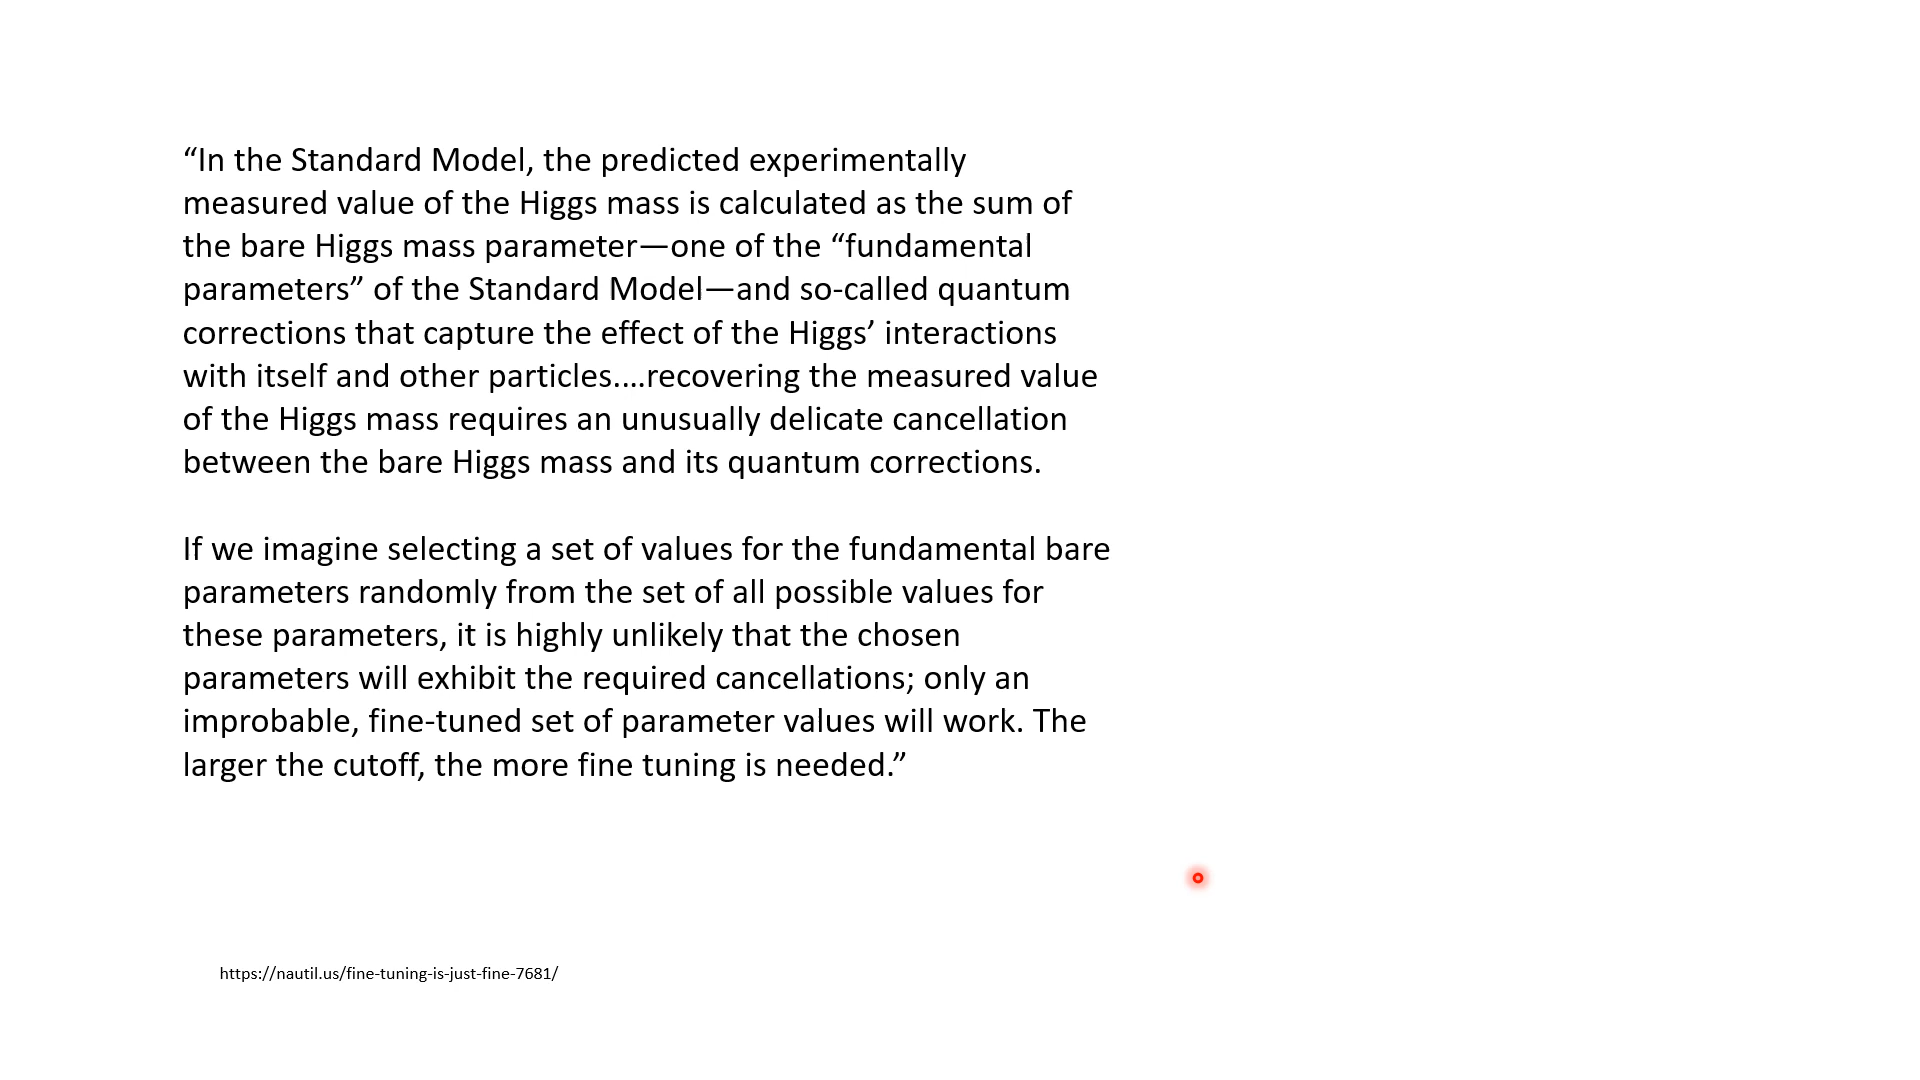 “In the Standard Model, the predicted experimentally
measured value of the Higgs mass is calculated as the sum of
the bare Higgs mass parameter—one of the “fundamental
parameters” of the Standard Model—and so-called quantum
corrections that capture the effect of the Higgs’ interactions
with itself and other particles.…recovering the measured value
of the Higgs mass requires an unusually delicate cancellation
between the bare Higgs mass and its quantum corrections.
If we imagine selecting a set of values for the fundamental bare
parameters randomly from the set of all possible values for
these parameters, it is highly unlikely that the chosen
parameters will exhibit the required cancellations; only an
improbable, fine-tuned set of parameter values will work. The
larger the cutoff, the more fine tuning is needed.”
https://nautil.us/fine-tuning-is-just-fine-7681/